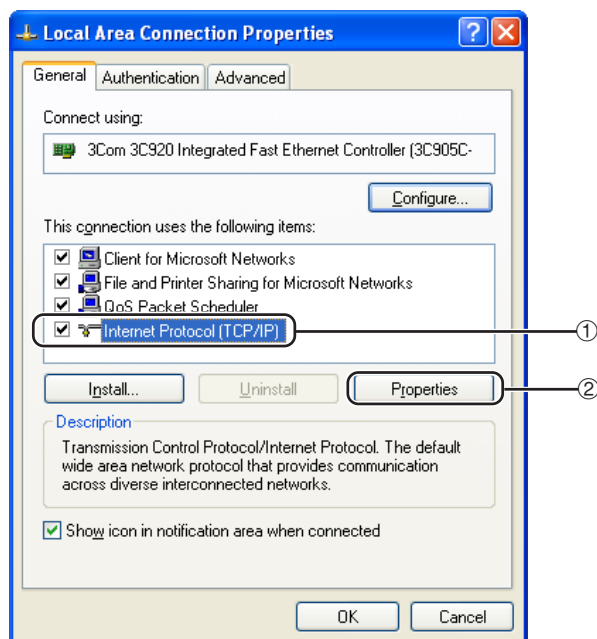 Local Area Connection Properties
General Authentication Advanced
Connect using:
3Com 3C920 Integrated Fast Ethernet Controller (3C905C-
Configure...
This connection uses the following items:
Client for Microsoft Networks
File and Printer Sharing for Microsoft Networks
QoS Packet Scheduler
Internet Protocol (TCP/IP)
①
Install... Uninstall Properties
②
Description
Transmission Control Protocol/Internet Protocol. The default
wide area network protocol that provides communication
across diverse interconnected networks.
Show icon in notification area when connected
OK Cancel